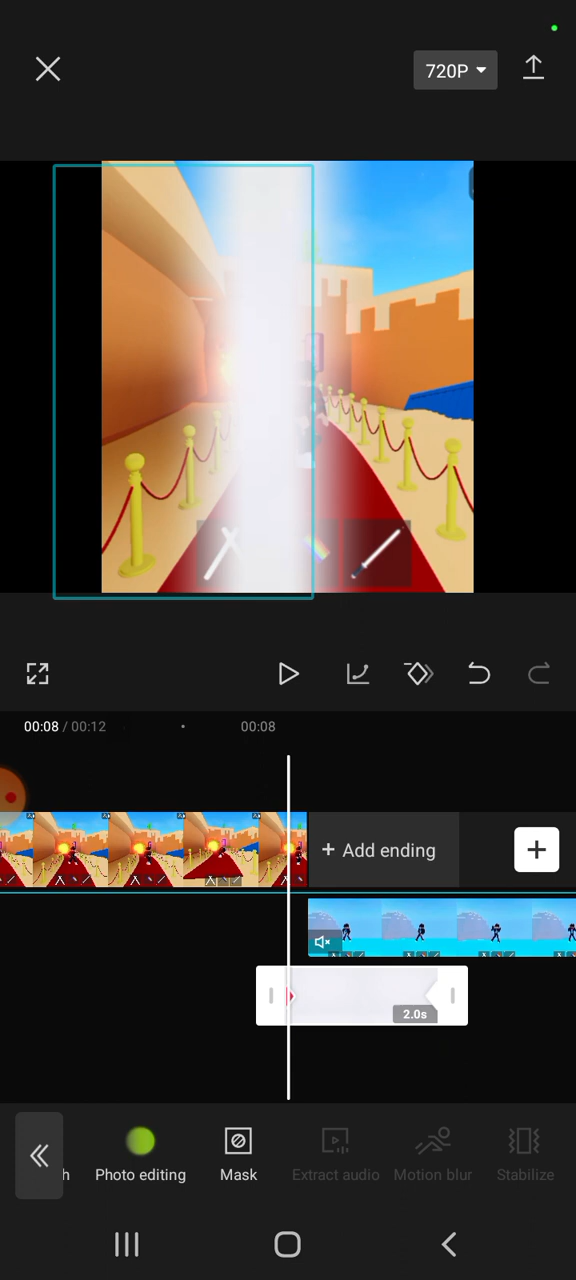 720P
00:08 / 00:12
00:08
+ Add ending
2.0s
h
Photo editing
Mask
Extract audio
Motion blur
Stabilize